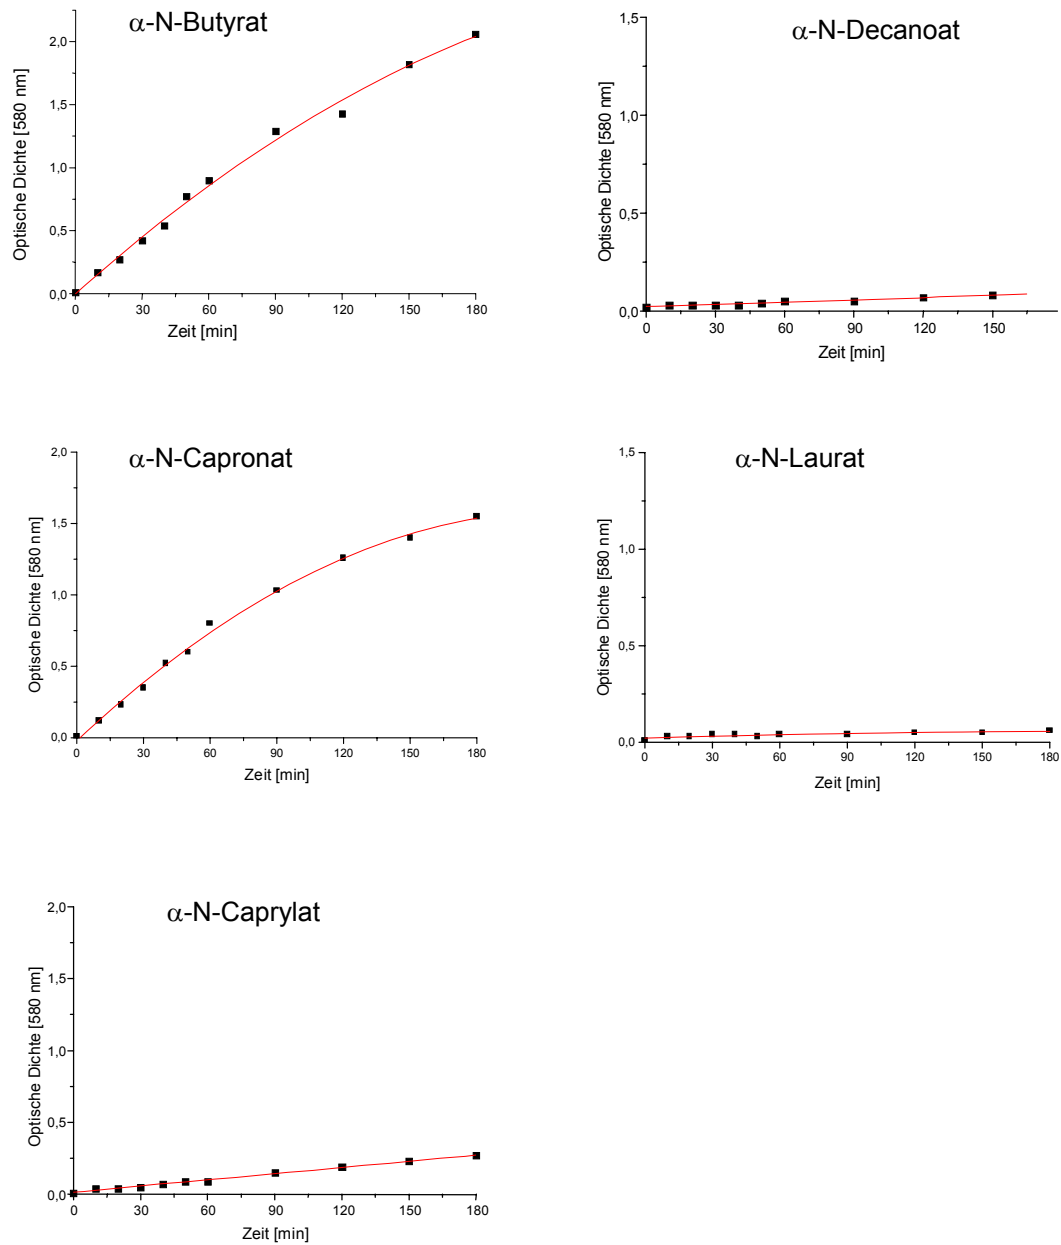 α-N-Butyrat
2,0
1,5
1,0
0,5
0,0
Optische Dichte [580 nm]
0 30 60 90 120 150 180
Zeit [min]
α-N-Decanoat
1,5
1,0
0,5
0,0
Optische Dichte [580 nm]
0 30 60 90 120 150
Zeit [min]
α-N-Capronat
2,0
1,5
1,0
0,5
0,0
Optische Dichte [580 nm]
0 30 60 90 120 150 180
Zeit [min]
α-N-Laurat
1,5
1,0
0,5
0,0
Optische Dichte [580 nm]
0 30 60 90 120 150 180
Zeit [min]
α-N-Caprylat
2,0
1,5
1,0
0,5
0,0
Optische Dichte [580 nm]
0 30 60 90 120 150 180
Zeit [min]